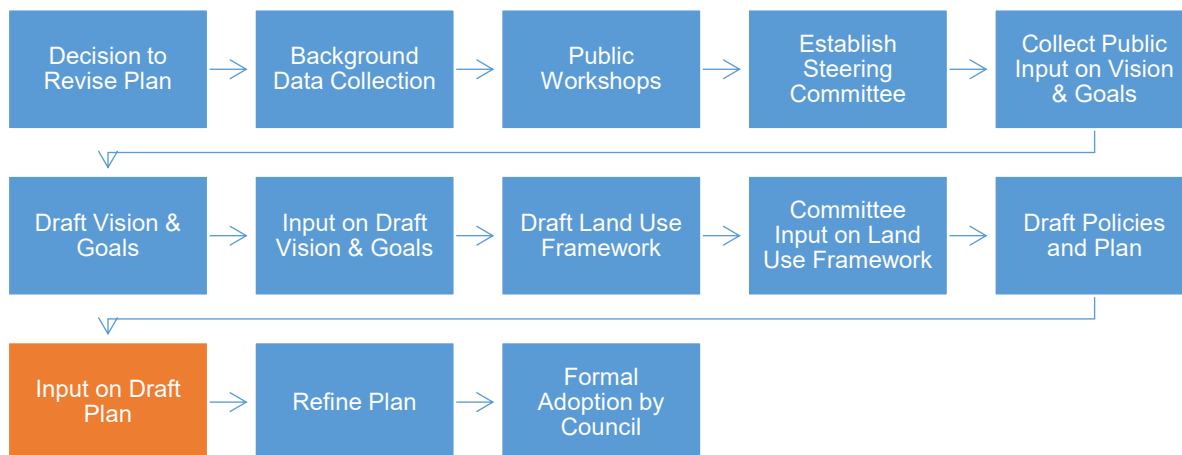 Decision to
Revise Plan
Background
Data Collection
Public
Workshops
Establish
Steering
Committee
Collect Public
Input on Vision
& Goals
Draft Vision &
Goals
Input on Draft
Vision & Goals
Draft Land Use
Framework
Committee
Input on Land
Use Framework
Draft Policies
and Plan
Input on Draft
Plan
Refine Plan
Formal
Adoption by
Council